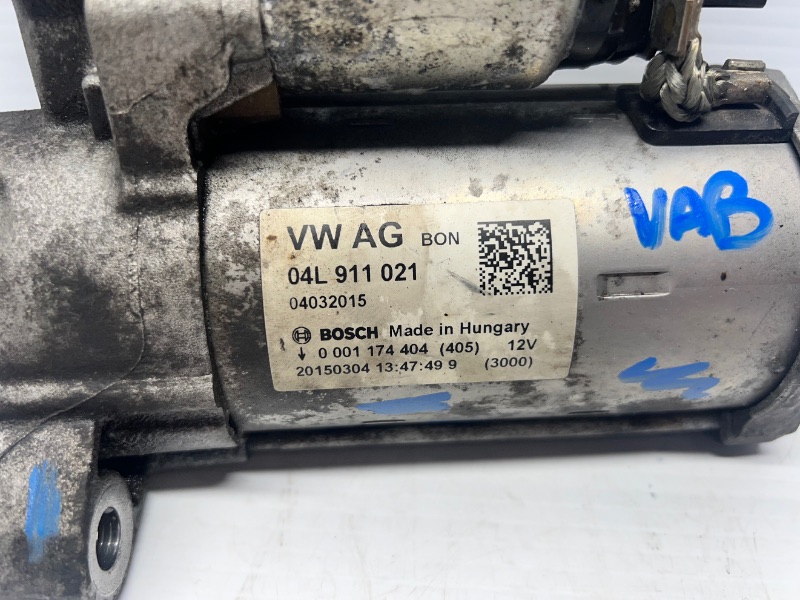 VW AG BON
04L 911 021
04032015
BOSCH Made in Hungary
↓ 0 001 174 404 (405) 12V
20150304 13:47:49 9 (3000)
VAB